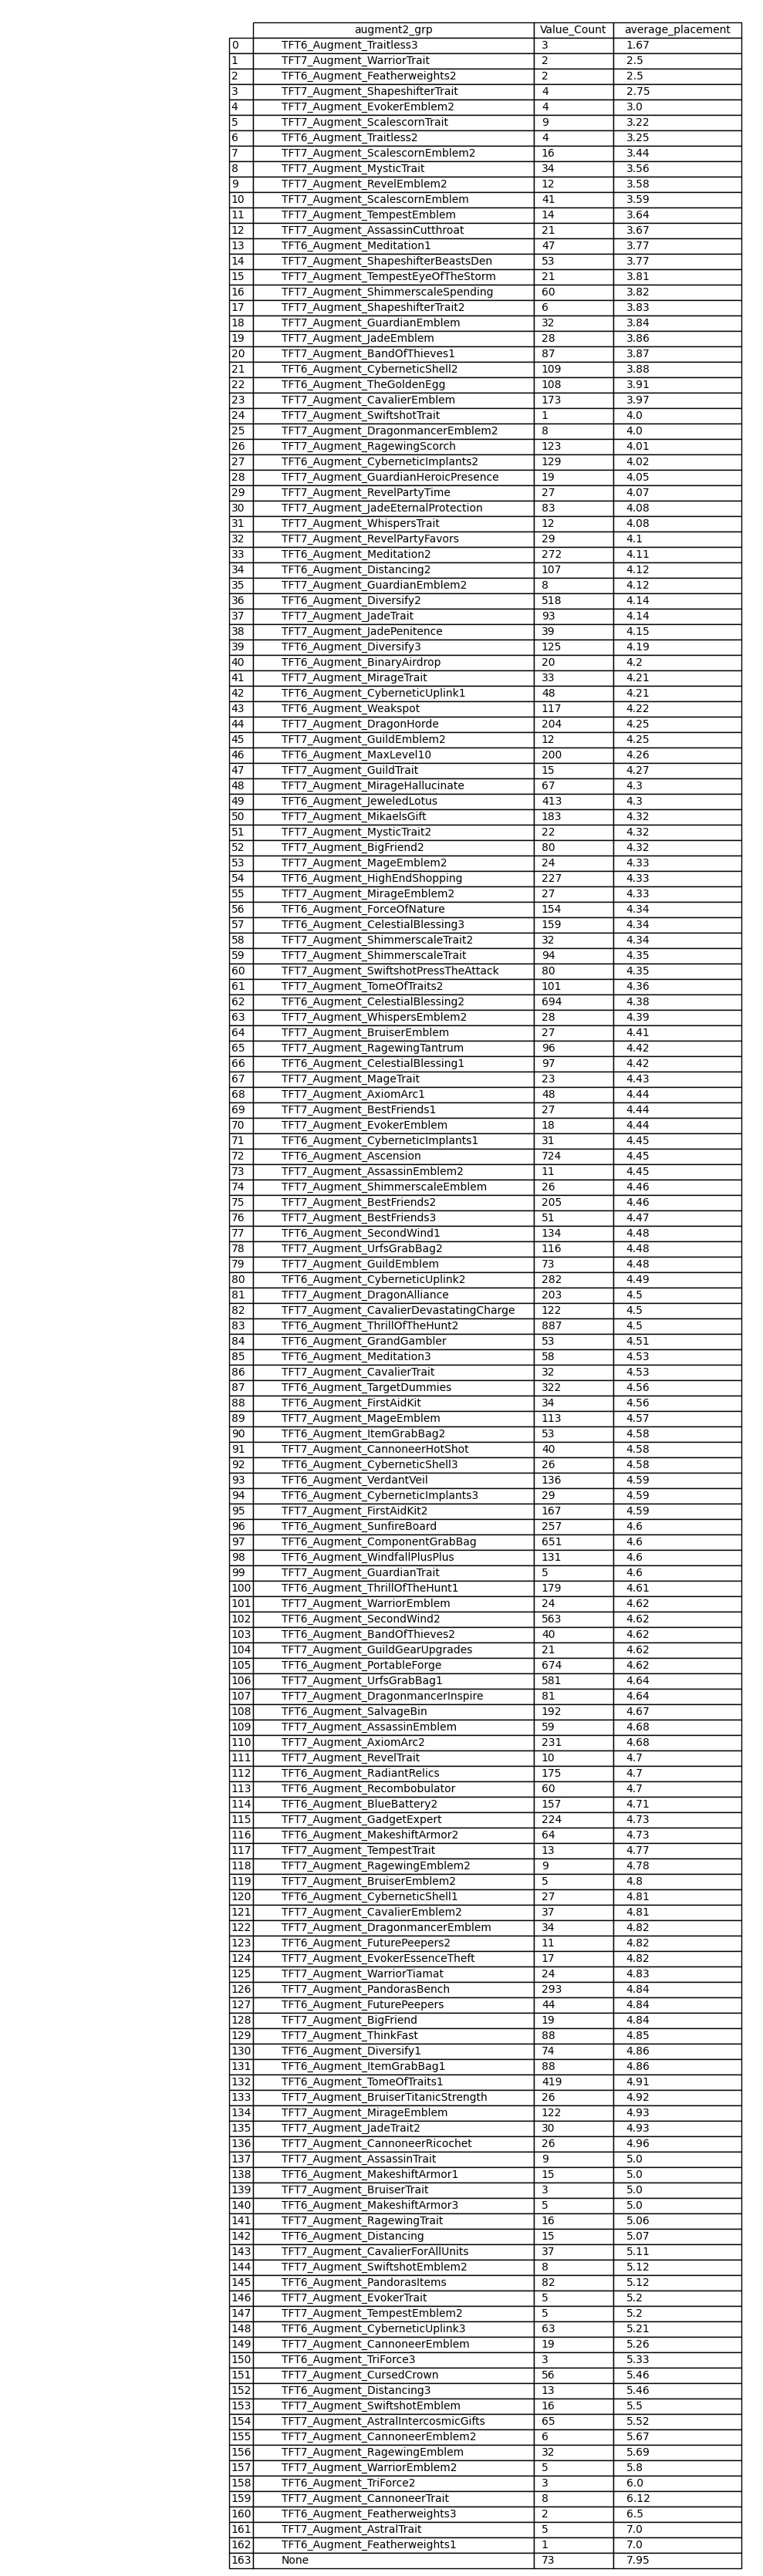 augment2_grp Value_Count average_placement
0 TFT6_Augment_Traitless3 3 1.67
1 TFT7_Augment_WarriorTrait 2 2.5
2 TFT6_Augment_Featherweights2 2 2.5
3 TFT7_Augment_ShapeshifterTrait 4 2.75
4 TFT7_Augment_EvokerEmblem2 4 3.0
5 TFT7_Augment_ScalescornTrait 9 3.22
6 TFT6_Augment_Traitless2 4 3.25
7 TFT7_Augment_ScalescornEmblem2 16 3.44
8 TFT7_Augment_MysticTrait 34 3.56
9 TFT7_Augment_RevelEmblem2 12 3.58
10 TFT7_Augment_ScalescornEmblem 41 3.59
11 TFT7_Augment_TempestEmblem 14 3.64
12 TFT7_Augment_AssassinCutthroat 21 3.67
13 TFT6_Augment_Meditation1 47 3.77
14 TFT7_Augment_ShapeshifterBeastsDen 53 3.77
15 TFT7_Augment_TempestEyeOfTheStorm 21 3.81
16 TFT7_Augment_ShimmerscaleSpending 60 3.82
17 TFT7_Augment_ShapeshifterTrait2 6 3.83
18 TFT7_Augment_GuardianEmblem 32 3.84
19 TFT7_Augment_JadeEmblem 28 3.86
20 TFT7_Augment_BandOfThieves1 87 3.87
21 TFT6_Augment_CyberneticShell2 109 3.88
22 TFT6_Augment_TheGoldenEgg 108 3.91
23 TFT7_Augment_CavalierEmblem 173 3.97
24 TFT7_Augment_SwiftshotTrait 1 4.0
25 TFT7_Augment_DragonmancerEmblem2 8 4.0
26 TFT7_Augment_RagewingScorch 123 4.01
27 TFT6_Augment_CyberneticImplants2 129 4.02
28 TFT7_Augment_GuardianHeroicPresence 19 4.05
29 TFT7_Augment_RevelPartyTime 27 4.07
30 TFT7_Augment_JadeEternalProtection 83 4.08
31 TFT7_Augment_WhispersTrait 12 4.08
32 TFT7_Augment_RevelPartyFavors 29 4.1
33 TFT6_Augment_Meditation2 272 4.11
34 TFT6_Augment_Distancing2 107 4.12
35 TFT7_Augment_GuardianEmblem2 8 4.12
36 TFT6_Augment_Diversify2 518 4.14
37 TFT7_Augment_JadeTrait 93 4.14
38 TFT7_Augment_JadePenitence 39 4.15
39 TFT6_Augment_Diversify3 125 4.19
40 TFT6_Augment_BinaryAirdrop 20 4.2
41 TFT7_Augment_MirageTrait 33 4.21
42 TFT6_Augment_CyberneticUplink1 48 4.21
43 TFT6_Augment_Weakspot 117 4.22
44 TFT7_Augment_DragonHorde 204 4.25
45 TFT7_Augment_GuildEmblem2 12 4.25
46 TFT6_Augment_MaxLevel10 200 4.26
47 TFT7_Augment_GuildTrait 15 4.27
48 TFT7_Augment_MirageHallucinate 67 4.3
49 TFT6_Augment_JeweledLotus 413 4.3
50 TFT7_Augment_MikaelsGift 183 4.32
51 TFT7_Augment_MysticTrait2 22 4.32
52 TFT7_Augment_BigFriend2 80 4.32
53 TFT7_Augment_MageEmblem2 24 4.33
54 TFT6_Augment_HighEndShopping 227 4.33
55 TFT7_Augment_MirageEmblem2 27 4.33
56 TFT6_Augment_ForceOfNature 154 4.34
57 TFT6_Augment_CelestialBlessing3 159 4.34
58 TFT7_Augment_ShimmerscaleTrait2 32 4.34
59 TFT7_Augment_ShimmerscaleTrait 94 4.35
60 TFT7_Augment_SwiftshotPressTheAttack 80 4.35
61 TFT7_Augment_TomeOfTraits2 101 4.36
62 TFT6_Augment_CelestialBlessing2 694 4.38
63 TFT7_Augment_WhispersEmblem2 28 4.39
64 TFT7_Augment_BruiserEmblem 27 4.41
65 TFT7_Augment_RagewingTantrum 96 4.42
66 TFT6_Augment_CelestialBlessing1 97 4.42
67 TFT7_Augment_MageTrait 23 4.43
68 TFT7_Augment_AxiomArc1 48 4.44
69 TFT7_Augment_BestFriends1 27 4.44
70 TFT7_Augment_EvokerEmblem 18 4.44
71 TFT6_Augment_CyberneticImplants1 31 4.45
72 TFT6_Augment_Ascension 724 4.45
73 TFT7_Augment_AssassinEmblem2 11 4.45
74 TFT7_Augment_ShimmerscaleEmblem 26 4.46
75 TFT7_Augment_BestFriends2 205 4.46
76 TFT7_Augment_BestFriends3 51 4.47
77 TFT6_Augment_SecondWind1 134 4.48
78 TFT7_Augment_UrfsGrabBag2 116 4.48
79 TFT7_Augment_GuildEmblem 73 4.48
80 TFT6_Augment_CyberneticUplink2 282 4.49
81 TFT7_Augment_DragonAlliance 203 4.5
82 TFT7_Augment_CavalierDevastatingCharge 122 4.5
83 TFT6_Augment_ThrillOfTheHunt2 887 4.5
84 TFT6_Augment_GrandGambler 53 4.51
85 TFT6_Augment_Meditation3 58 4.53
86 TFT7_Augment_CavalierTrait 32 4.53
87 TFT6_Augment_TargetDummies 322 4.56
88 TFT6_Augment_FirstAidKit 34 4.56
89 TFT7_Augment_MageEmblem 113 4.57
90 TFT6_Augment_ItemGrabBag2 53 4.58
91 TFT7_Augment_CannoneerHotShot 40 4.58
92 TFT6_Augment_CyberneticShell3 26 4.58
93 TFT6_Augment_VerdantVeil 136 4.59
94 TFT6_Augment_CyberneticImplants3 29 4.59
95 TFT7_Augment_FirstAidKit2 167 4.59
96 TFT6_Augment_SunfireBoard 257 4.6
97 TFT6_Augment_ComponentGrabBag 651 4.6
98 TFT6_Augment_WindfallPlusPlus 131 4.6
99 TFT7_Augment_GuardianTrait 5 4.6
100 TFT6_Augment_ThrillOfTheHunt1 179 4.61
101 TFT7_Augment_WarriorEmblem 24 4.62
102 TFT6_Augment_SecondWind2 563 4.62
103 TFT6_Augment_BandOfThieves2 40 4.62
104 TFT7_Augment_GuildGearUpgrades 21 4.62
105 TFT6_Augment_PortableForge 674 4.62
106 TFT7_Augment_UrfsGrabBag1 581 4.64
107 TFT7_Augment_DragonmancerInspire 81 4.64
108 TFT6_Augment_SalvageBin 192 4.67
109 TFT7_Augment_AssassinEmblem 59 4.68
110 TFT7_Augment_AxiomArc2 231 4.68
111 TFT7_Augment_RevelTrait 10 4.7
112 TFT6_Augment_RadiantRelics 175 4.7
113 TFT6_Augment_Recombobulator 60 4.7
114 TFT6_Augment_BlueBattery2 157 4.71
115 TFT7_Augment_GadgetExpert 224 4.73
116 TFT6_Augment_MakeshiftArmor2 64 4.73
117 TFT7_Augment_TempestTrait 13 4.77
118 TFT7_Augment_RagewingEmblem2 9 4.78
119 TFT7_Augment_BruiserEmblem2 5 4.8
120 TFT6_Augment_CyberneticShell1 27 4.81
121 TFT7_Augment_CavalierEmblem2 37 4.81
122 TFT7_Augment_DragonmancerEmblem 34 4.82
123 TFT6_Augment_FuturePeepers2 11 4.82
124 TFT7_Augment_EvokerEssenceTheft 17 4.82
125 TFT7_Augment_WarriorTiamat 24 4.83
126 TFT7_Augment_PandorasBench 293 4.84
127 TFT6_Augment_FuturePeepers 44 4.84
128 TFT7_Augment_BigFriend 19 4.84
129 TFT7_Augment_ThinkFast 88 4.85
130 TFT6_Augment_Diversify1 74 4.86
131 TFT6_Augment_ItemGrabBag1 88 4.86
132 TFT6_Augment_TomeOfTraits1 419 4.91
133 TFT7_Augment_BruiserTitanicStrength 26 4.92
134 TFT7_Augment_MirageEmblem 122 4.93
135 TFT7_Augment_JadeTrait2 30 4.93
136 TFT7_Augment_CannoneerRicochet 26 4.96
137 TFT7_Augment_AssassinTrait 9 5.0
138 TFT6_Augment_MakeshiftArmor1 15 5.0
139 TFT7_Augment_BruiserTrait 3 5.0
140 TFT6_Augment_MakeshiftArmor3 5 5.0
141 TFT7_Augment_RagewingTrait 16 5.06
142 TFT6_Augment_Distancing 15 5.07
143 TFT7_Augment_CavalierForAllUnits 37 5.11
144 TFT7_Augment_SwiftshotEmblem2 8 5.12
145 TFT6_Augment_PandorasItems 82 5.12
146 TFT7_Augment_EvokerTrait 5 5.2
147 TFT7_Augment_TempestEmblem2 5 5.2
148 TFT6_Augment_CyberneticUplink3 63 5.21
149 TFT7_Augment_CannoneerEmblem 19 5.26
150 TFT6_Augment_TriForce3 3 5.33
151 TFT7_Augment_CursedCrown 56 5.46
152 TFT6_Augment_Distancing3 13 5.46
153 TFT7_Augment_SwiftshotEmblem 16 5.5
154 TFT7_Augment_AstralIntercosmicGifts 65 5.52
155 TFT7_Augment_CannoneerEmblem2 6 5.67
156 TFT7_Augment_RagewingEmblem 32 5.69
157 TFT7_Augment_WarriorEmblem2 5 5.8
158 TFT6_Augment_TriForce2 3 6.0
159 TFT7_Augment_CannoneerTrait 8 6.12
160 TFT6_Augment_Featherweights3 2 6.5
161 TFT7_Augment_AstralTrait 5 7.0
162 TFT6_Augment_Featherweights1 1 7.0
163 None 73 7.95